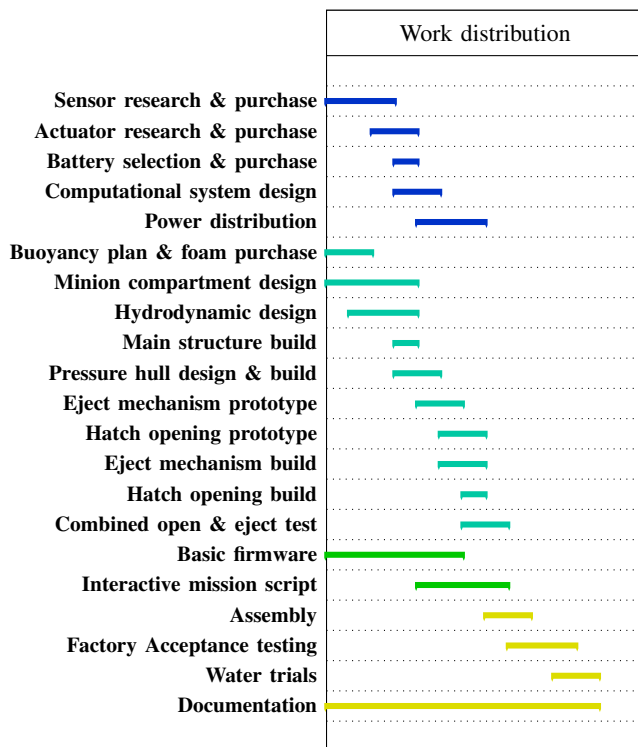 Work distribution
Sensor research & purchase
Actuator research & purchase
Battery selection & purchase
Computational system design
Power distribution
Buoyancy plan & foam purchase
Minion compartment design
Hydrodynamic design
Main structure build
Pressure hull design & build
Eject mechanism prototype
Hatch opening prototype
Eject mechanism build
Hatch opening build
Combined open & eject test
Basic firmware
Interactive mission script
Assembly
Factory Acceptance testing
Water trials
Documentation